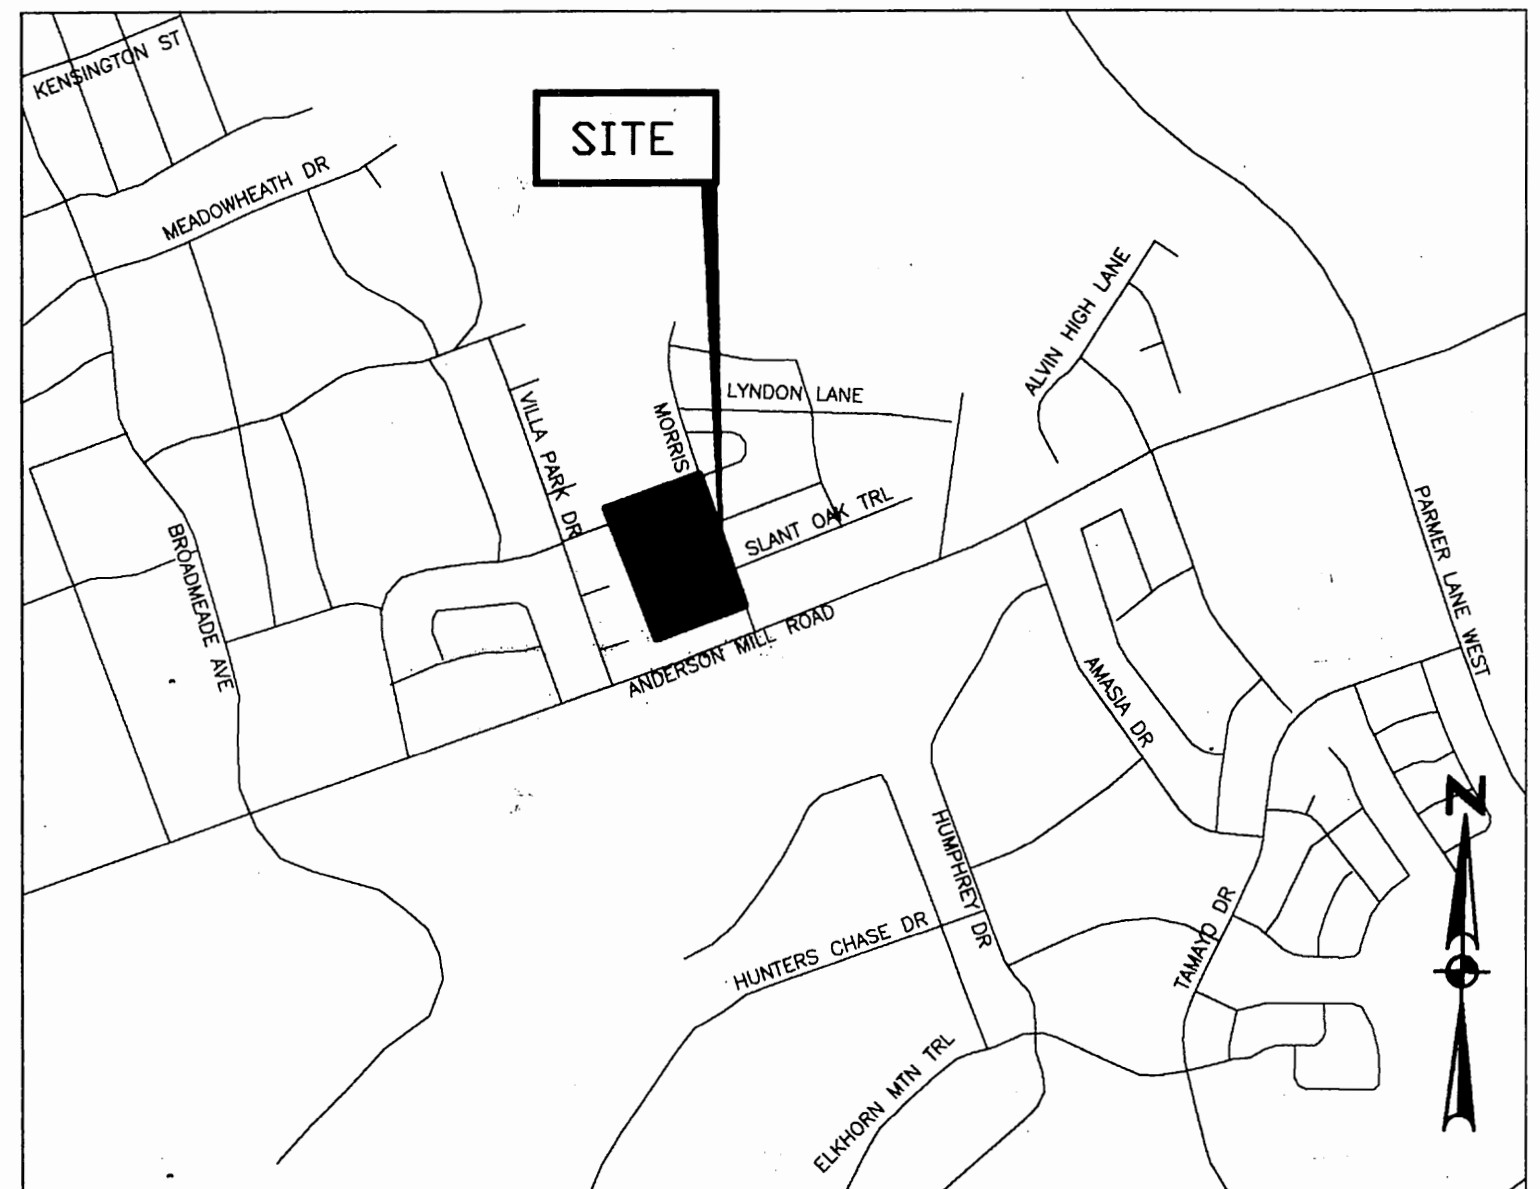 KENSINGTON ST
SITE
MEADOWHEATH DR
ALVIN HIGH LANE
LYNDON LANE
MORRIS
VILLA PARK DR
SLANT OAK TRL
PARMER LANE WEST
BROADMEADE AVE
ANDERSON MILL ROAD
AMASIA DR
N
HUMPHREY DR
TAMAYO DR
HUNTERS CHASE DR
ELKHORN MTN TRL